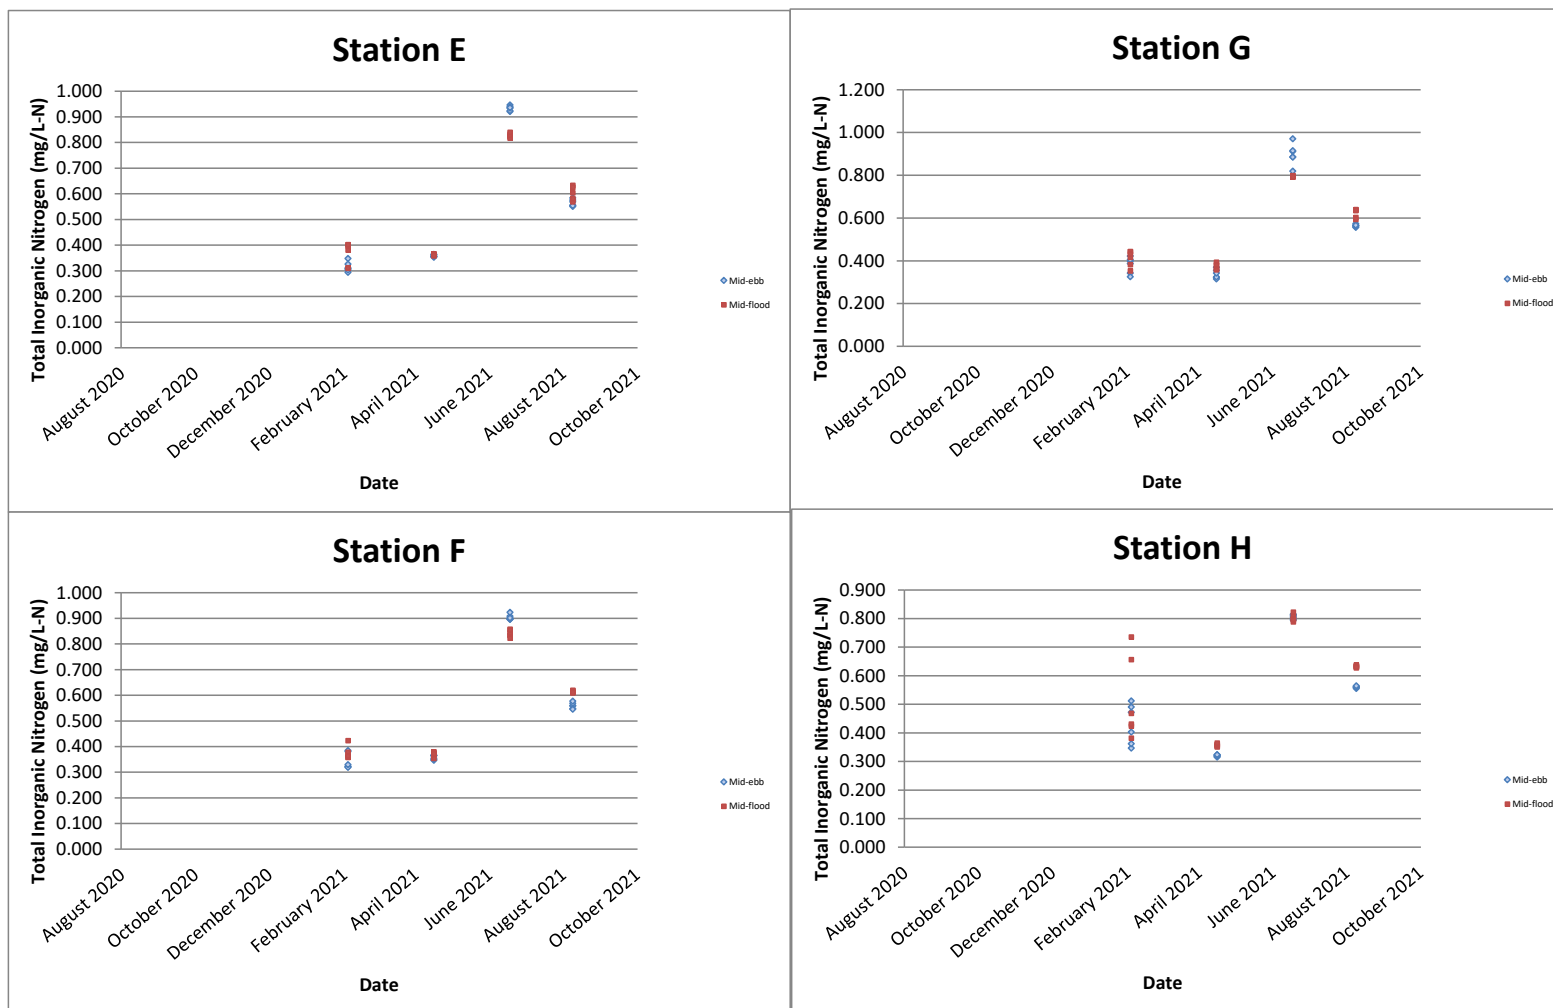 Station E
Total Inorganic Nitrogen (mg/L-N)
1.000
0.900
0.800
0.700
0.600
0.500
0.400
0.300
0.200
0.100
0.000
August 2020
October 2020
December 2020
February 2021
April 2021
June 2021
August 2021
October 2021
Date
Mid-ebb
Mid-flood
Station G
Total Inorganic Nitrogen (mg/L-N)
1.200
1.000
0.800
0.600
0.400
0.200
0.000
August 2020
October 2020
December 2020
February 2021
April 2021
June 2021
August 2021
October 2021
Date
Mid-ebb
Mid-flood
Station F
Total Inorganic Nitrogen (mg/L-N)
1.000
0.900
0.800
0.700
0.600
0.500
0.400
0.300
0.200
0.100
0.000
August 2020
October 2020
December 2020
February 2021
April 2021
June 2021
August 2021
October 2021
Date
Mid-ebb
Mid-flood
Station H
Total Inorganic Nitrogen (mg/L-N)
0.900
0.800
0.700
0.600
0.500
0.400
0.300
0.200
0.100
0.000
August 2020
October 2020
December 2020
February 2021
April 2021
June 2021
August 2021
October 2021
Date
Mid-ebb
Mid-flood